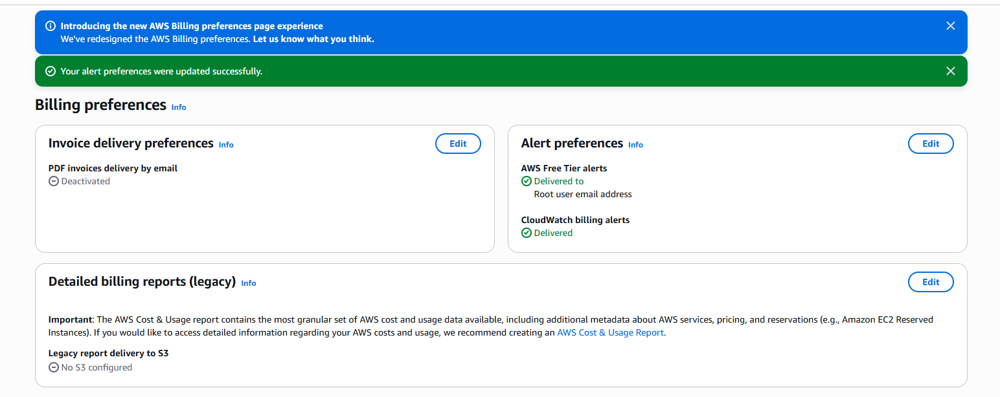 Introducing the new AWS Billing preferences page experience
We've redesigned the AWS Billing preferences. Let us know what you think.
Your alert preferences were updated successfully.
Billing preferences Info
Invoice delivery preferences Info
Edit
PDF invoices delivery by email
Deactivated
Alert preferences Info
Edit
AWS Free Tier alerts
Delivered to
Root user email address
CloudWatch billing alerts
Delivered
Detailed billing reports (legacy) Info
Edit
Important: The AWS Cost & Usage report contains the most granular set of AWS cost and usage data available, including additional metadata about AWS services, pricing, and reservations (e.g., Amazon EC2 Reserved
Instances). If you would like to access detailed information regarding your AWS costs and usage, we recommend creating an AWS Cost & Usage Report.
Legacy report delivery to S3
No S3 configured